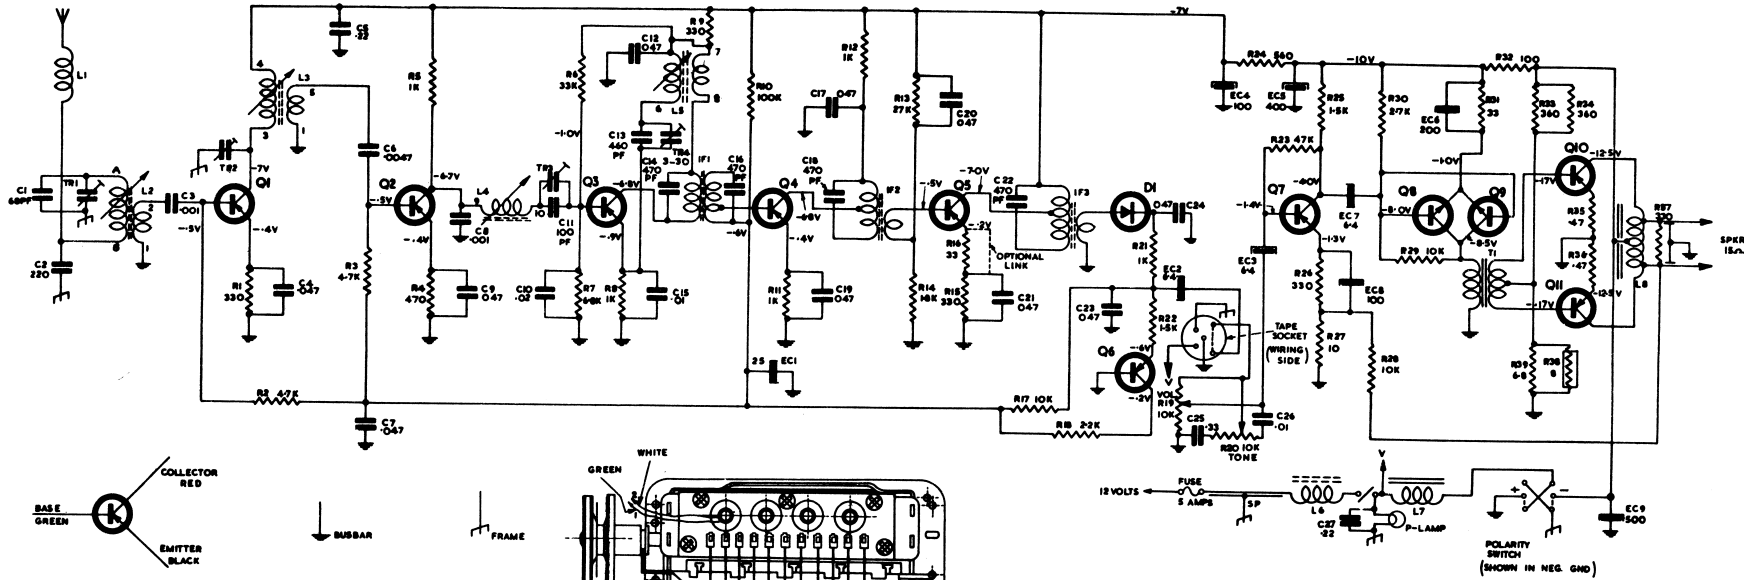 -7V
L1
C1
68PF
TR1
A
L2
2
B
1
C2
220
C3
.001
-.5V
4
L3
5
3
1
TR2
-7V
Q1
-.4V
R1
330
C4
.047
R2 4.7K
C5
.22
C6
.0047
R3
4.7K
C7
.047
R5
1K
-6.7V
Q2
-.5V
-.4V
R4
470
C9
.047
C8
.001
L4
TR3
10
C11
100
PF
C10
.02
R6
33K
-1.0V
R7
6.8K
Q3
-6.8V
-.9V
R8
1K
C15
.01
C12
.047
R9
330
7
6
L5
8
C13
460
PF
TR4
3-30
C14
470
PF
IF1
C16
470
PF
R10
100K
-.6V
Q4
-6.8V
-.4V
R11
1K
C19
.047
25
EC1
R12
1K
C17
.047
C18
470
PF
IF2
R13
27K
C20
.047
-.5V
R14
1.8K
Q5
-7.0V
-.2V
R16
33
OPTIONAL
LINK
R15
330
C21
.047
C22
470
PF
IF3
D1
.047
C24
R21
1K
EC2
6.4
C23
.047
R22
1.5K
-.6V
Q6
-.2V
R17 10K
R18 2.2K
TAPE
SOCKET
(WIRING
SIDE)
V
VOL
R19
10K
C25
.33
R20 10K
TONE
C26
.01
EC4
100
R24 560
EC5
400
-10V
R25
1.5K
R23 47K
-1.4V
EC3
6.4
Q7
-4.0V
-1.3V
R26
330
EC8
100
R27
10
EC7
6.4
R30
2.7K
-8.0V
Q8
Q9
-8.5V
-10V
R29 10K
R28
10K
EC6
200
R31
33
R32 100
R33
360
R34
360
T1
Q10
-12.5V
-.17V
R35
.47
R36
.47
Q11
-12.5V
-.17V
R39
6.8
R38
8
L8
R37
330
SPKR
15Ω
COLLECTOR
RED
BASE
GREEN
EMITTER
BLACK
BUSBAR
FRAME
GREEN
WHITE
12 VOLTS
FUSE
5 AMPS
SP
L6
C27
.22
V
P-LAMP
L7
+
-
POLARITY
SWITCH
(SHOWN IN NEG. GND)
EC9
500